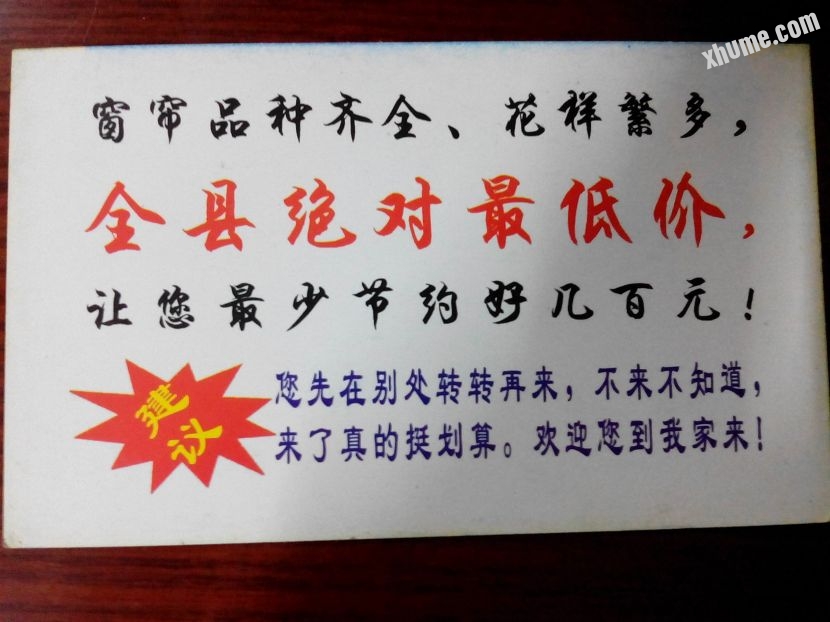 xhume.com
窗帘品种齐全、花祥繁多，
全县绝对最低价，
让您最少节约好几百元！
建议
您先在别处转转再来，不来不知道，
来了真的挺划算。欢迎您到我家来！